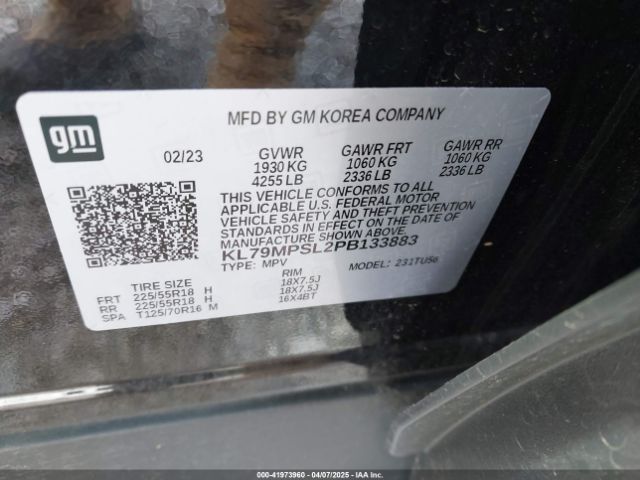 MFD BY GM KOREA COMPANY
gm
02/23 GVWR GAWR FRT GAWR RR
1930 KG 1060 KG 1060 KG
4255 LB 2336 LB 2336 LB
THIS VEHICLE CONFORMS TO ALL
APPLICABLE U.S. FEDERAL MOTOR
VEHICLE SAFETY AND THEFT PREVENTION
STANDARDS IN EFFECT ON THE DATE OF
MANUFACTURE SHOWN ABOVE.
KL79MPSL2PB133883
TYPE: MPV MODEL: 231TU56
TIRE SIZE RIM
FRT 225/55R18 H 18X7.5J
RR 225/55R18 H 18X7.5J
SPA T125/70R16 M 16X4BT
000-41973960 - 04/07/2025 - IAA Inc.